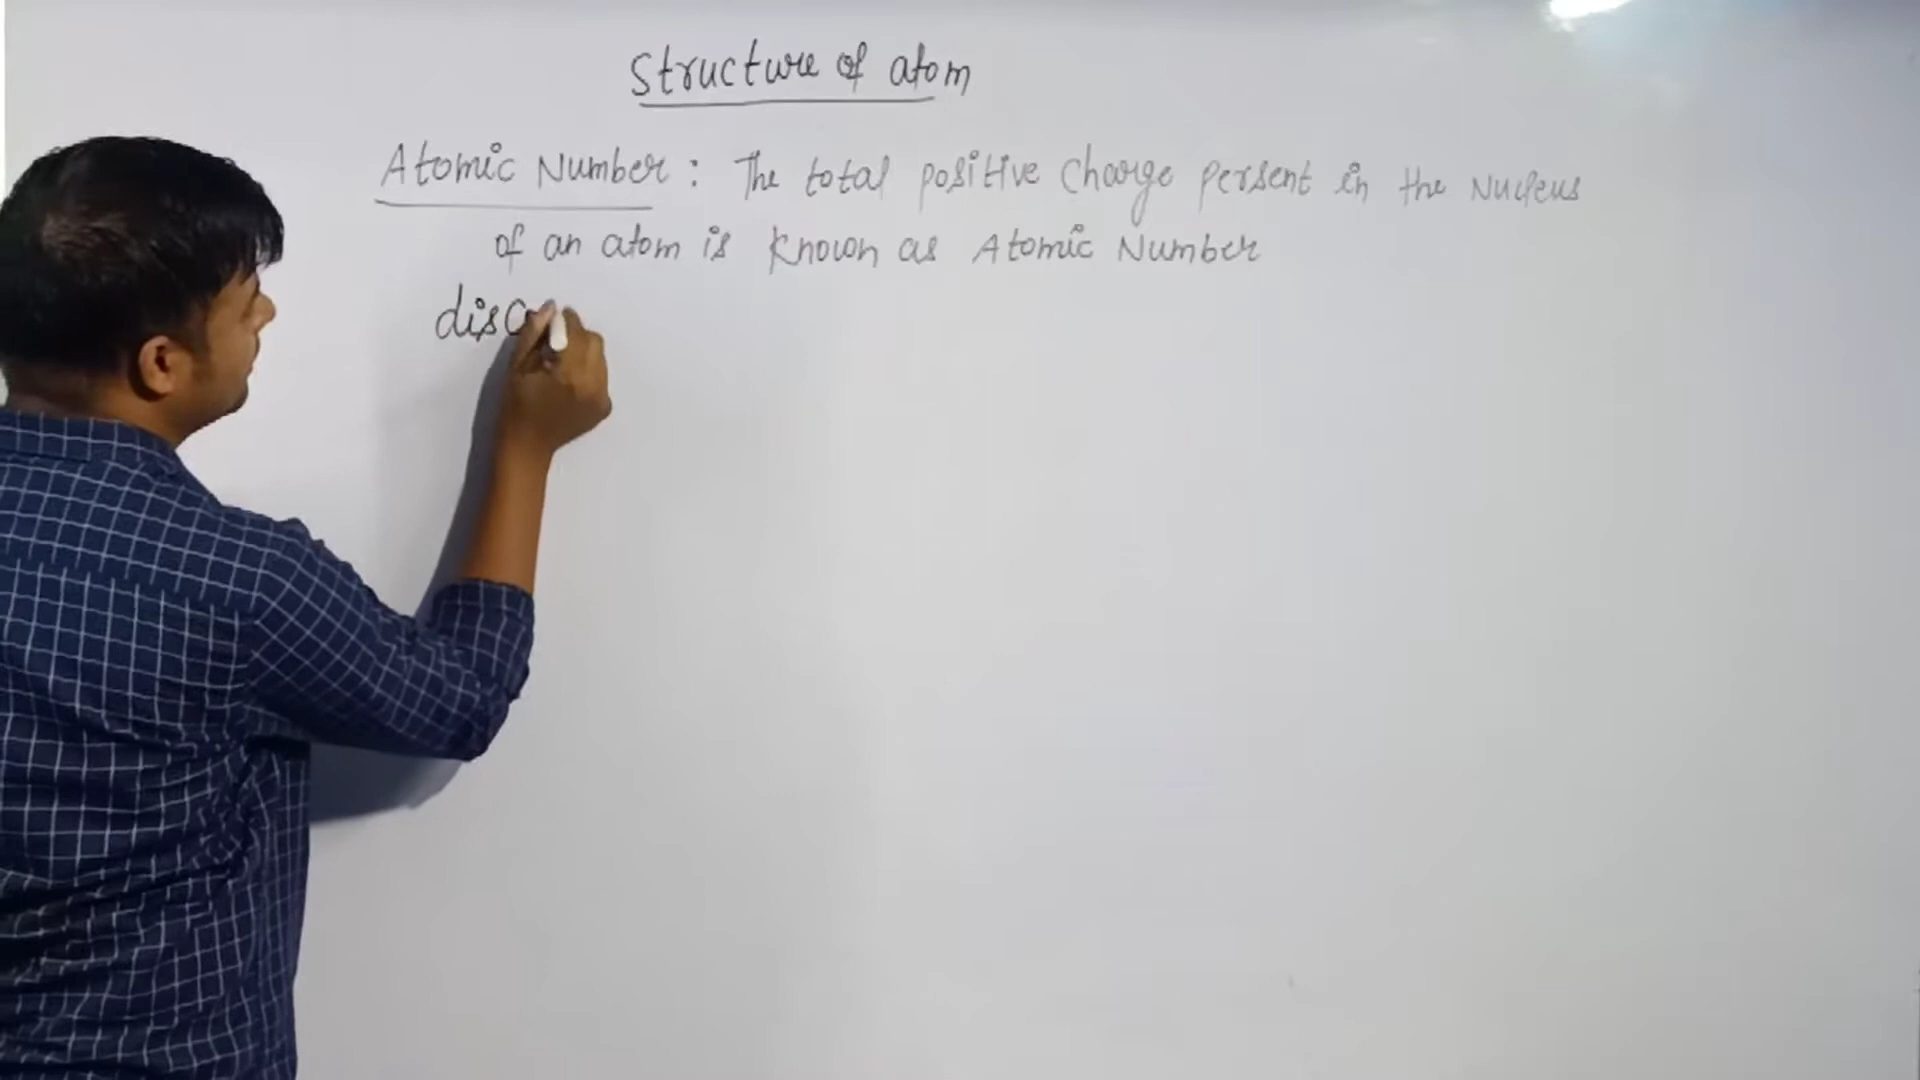 Structure of atom
Atomic Number : The total positive Charge persent in the Nucleus
of an atom is Known as Atomic Number
disc